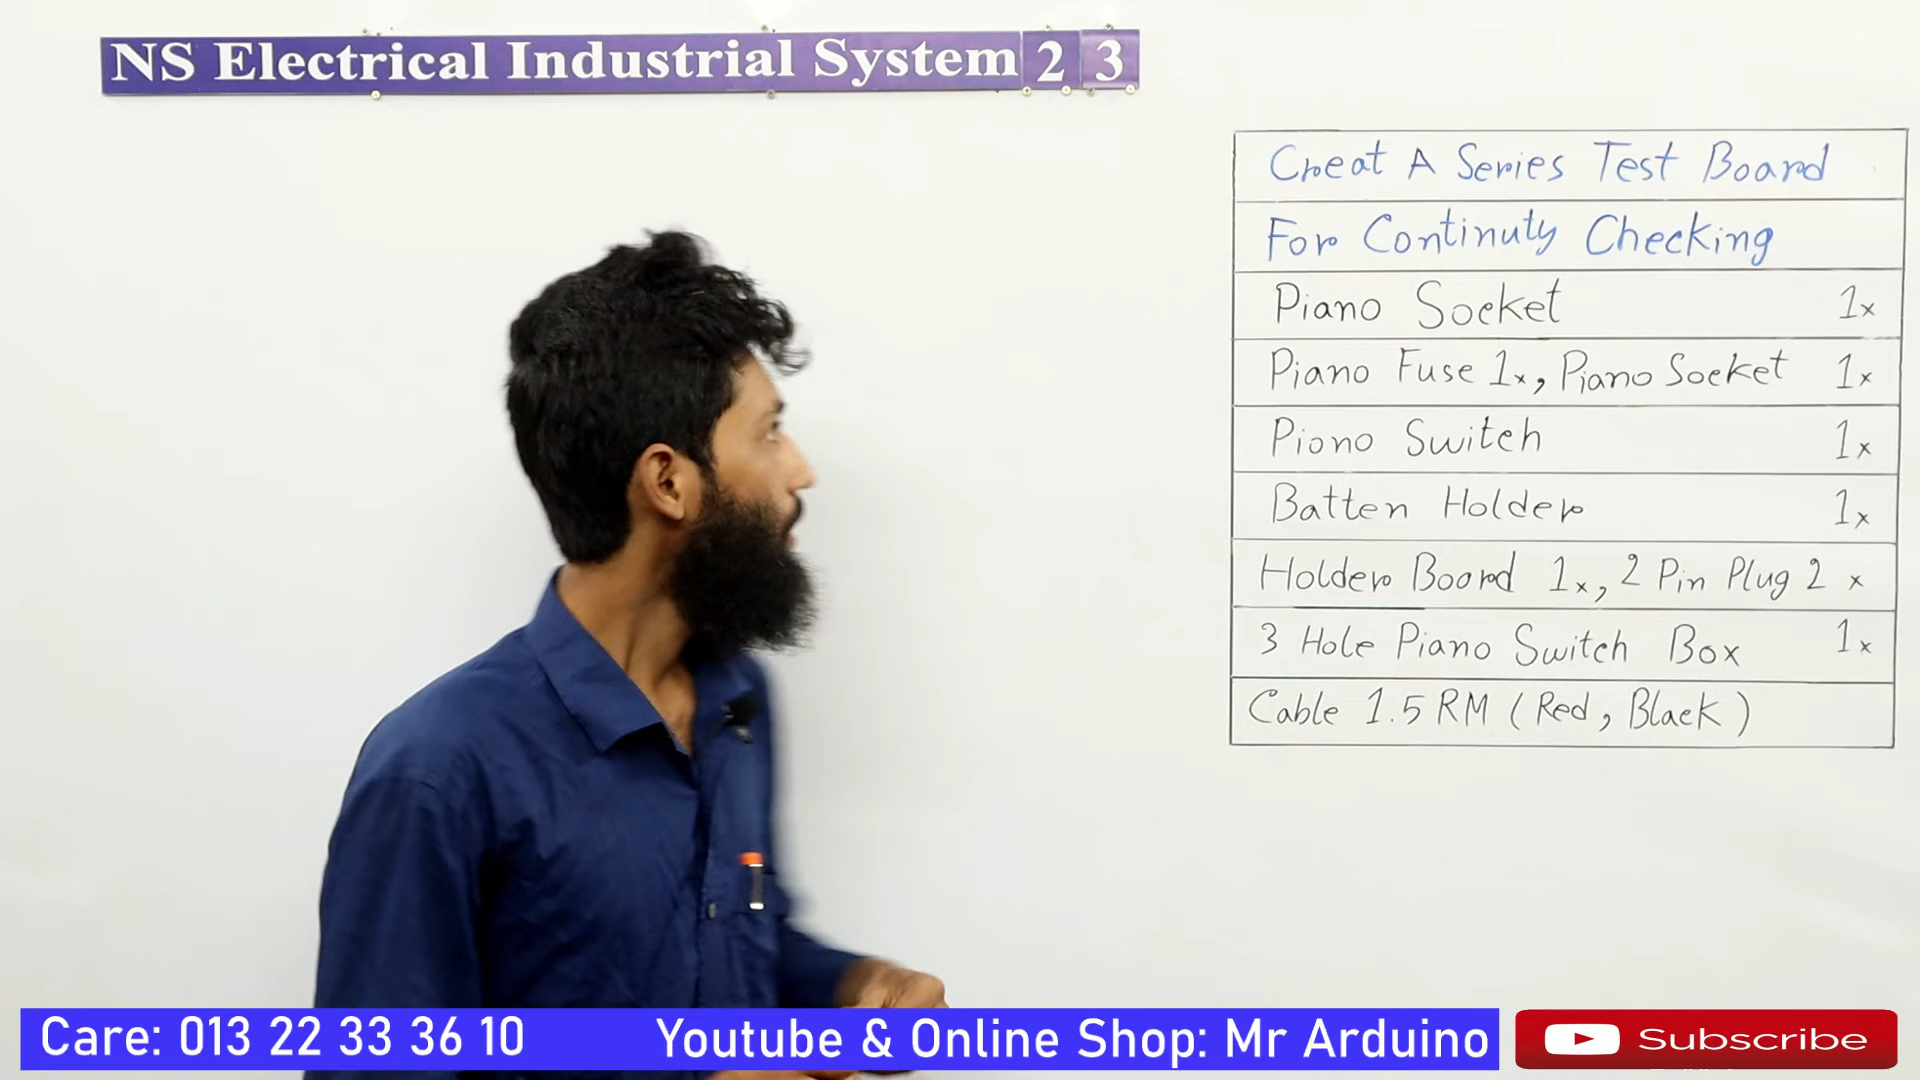 NS Electrical Industrial System 2 3
Creat A Series Test Board
For Continuty Checking
Piano Socket 1x
Piano Fuse 1x, Piano Socket 1x
Piono Switch 1x
Batten Holder 1x
Holder Board 1x, 2 Pin Plug 2 x
3 Hole Piano Switch Box 1x
Cable 1.5 RM (Red, Black)
Care: 013 22 33 36 10 Youtube & Online Shop: Mr Arduino
Subscribe